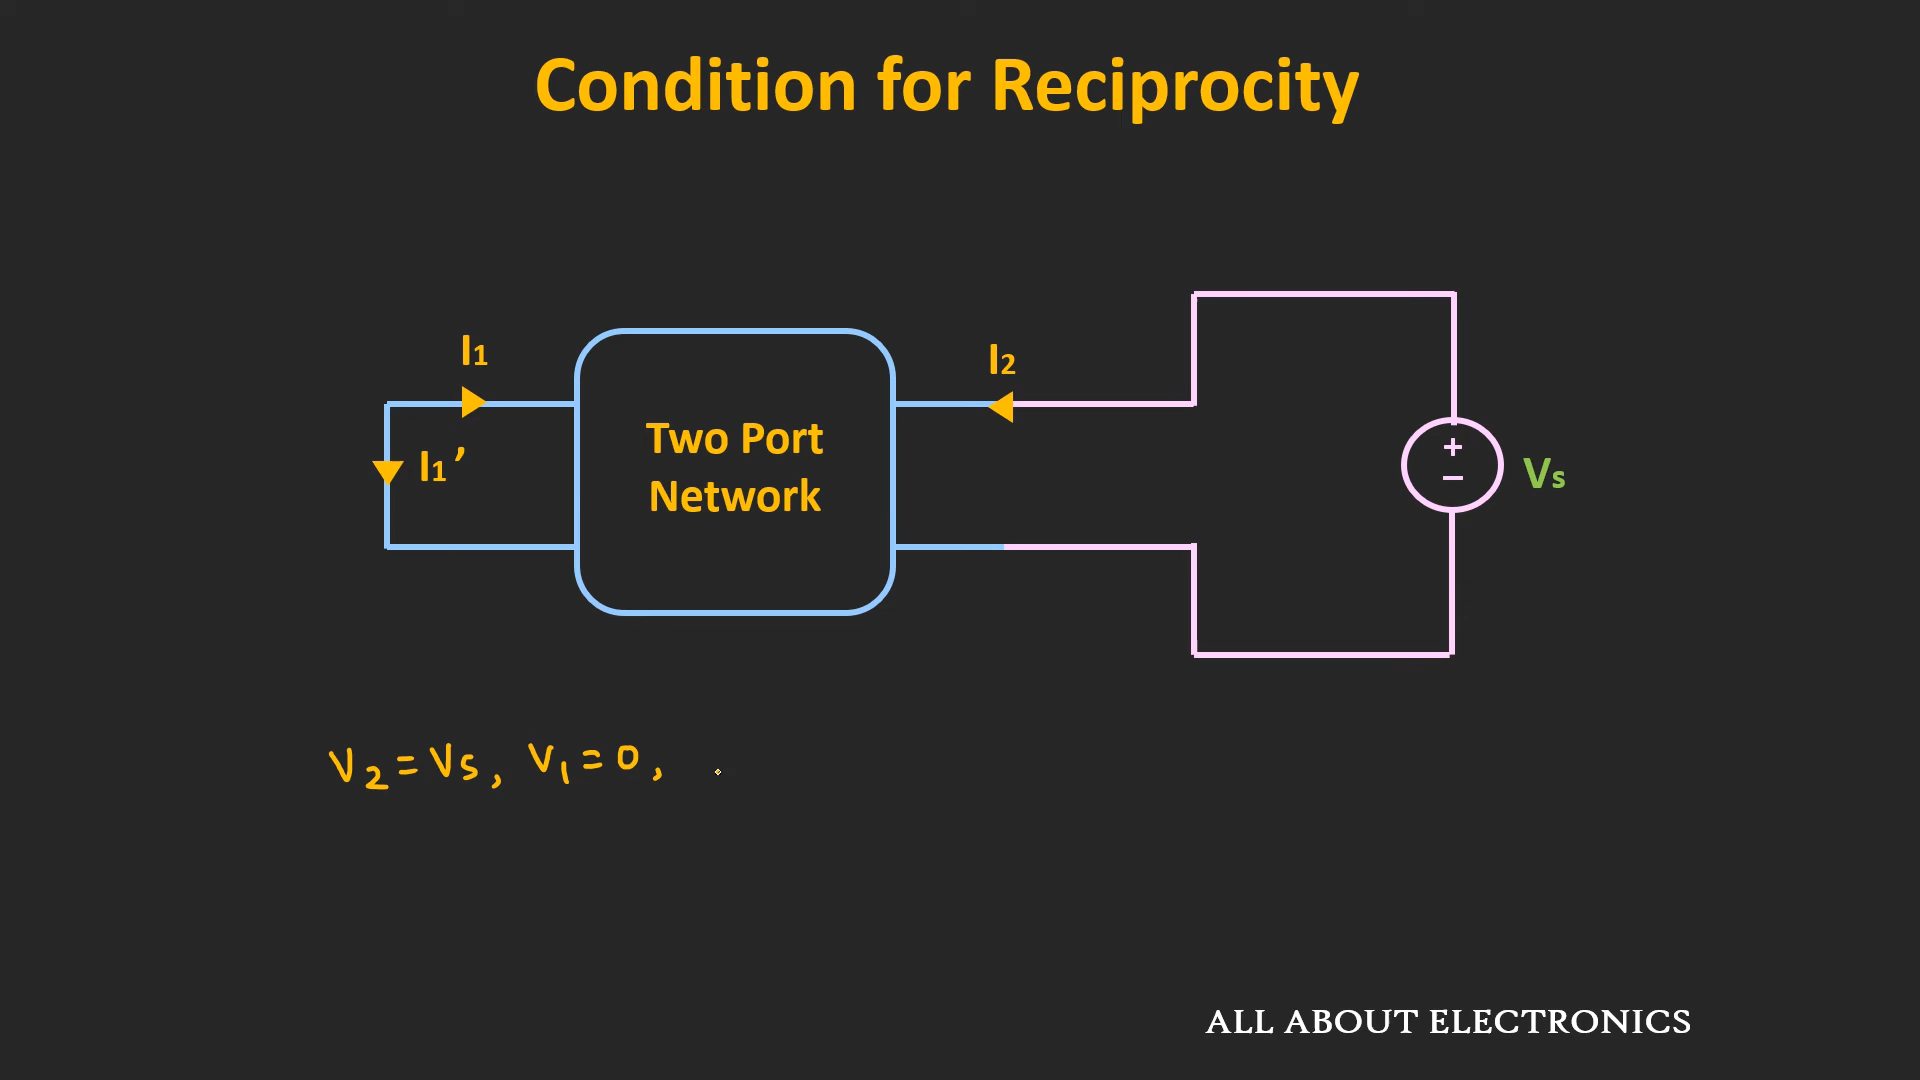 Condition for Reciprocity
I1
I2
I1’
Two Port
Network
+
−
Vs
V2 = Vs, V1 = 0,
ALL ABOUT ELECTRONICS